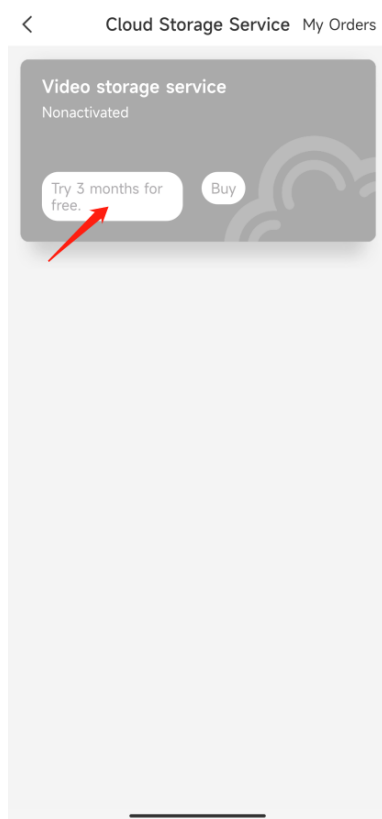 Cloud Storage Service My Orders
Video storage service
Nonactivated
Try 3 months for
free.
Buy